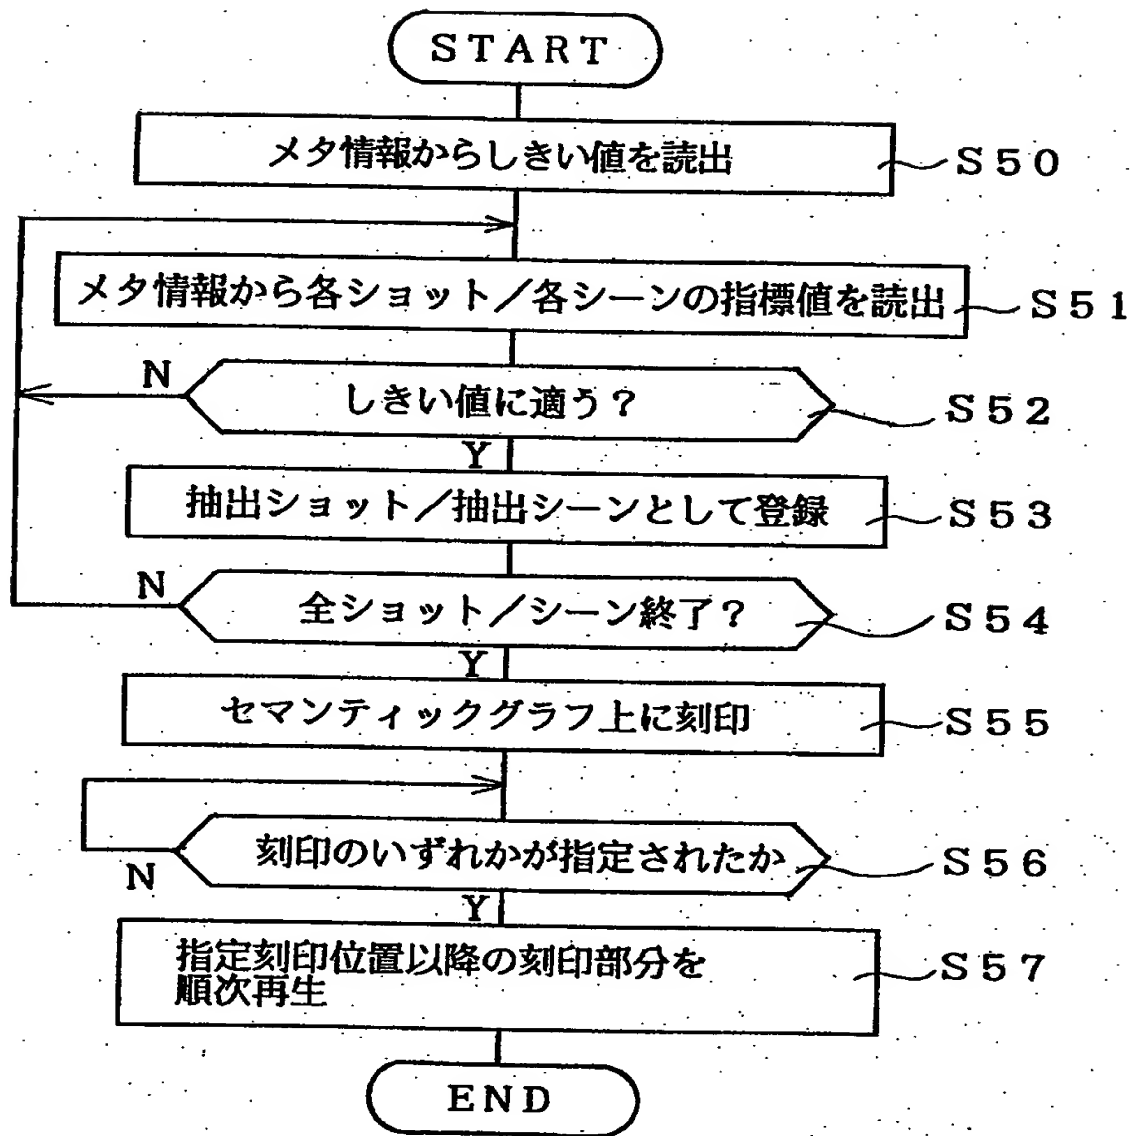 START
メタ情報からしきい値を読出
S50
メタ情報から各ショット／各シーンの指標値を読出
S51
N
しきい値に適う？
S52
Y
抽出ショット／抽出シーンとして登録
S53
N
全ショット／シーン終了？
S54
Y
セマンティックグラフ上に刻印
S55
刻印のいずれかが指定されたか
S56
N
Y
指定刻印位置以降の刻印部分を
順次再生
S57
END